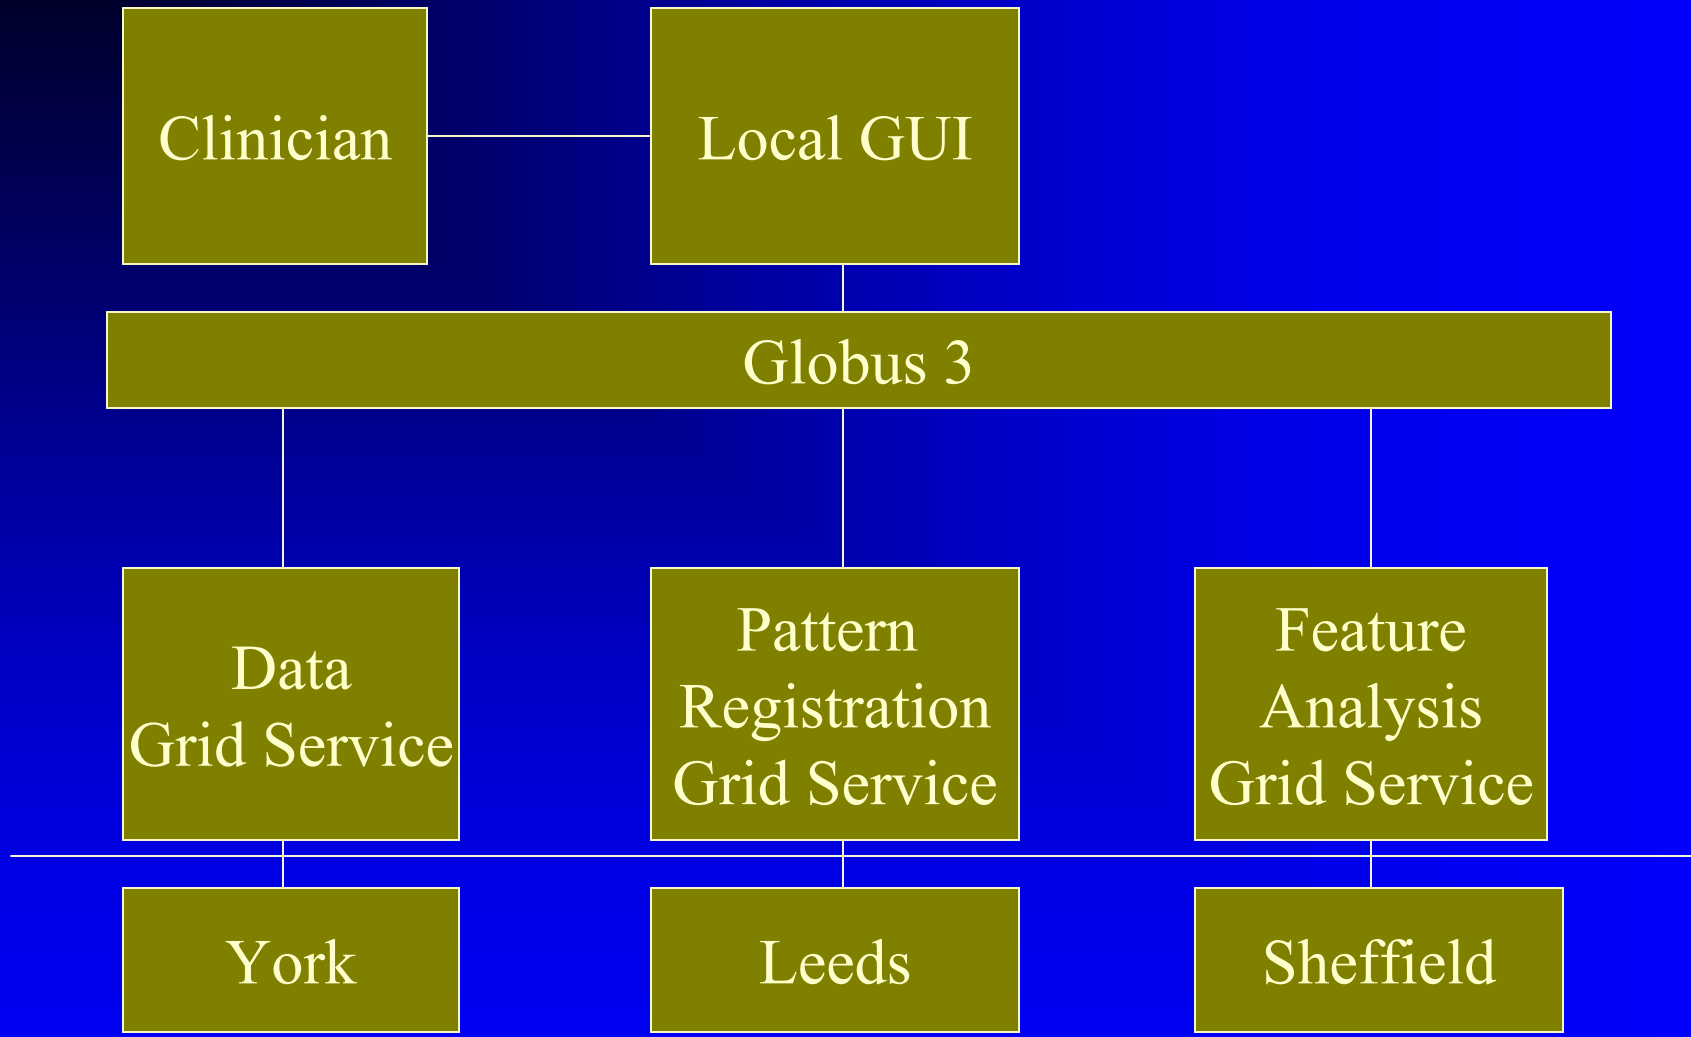 Clinician
Local GUI
Globus 3
Data
Grid Service
Pattern
Registration
Grid Service
Feature
Analysis
Grid Service
York
Leeds
Sheffield